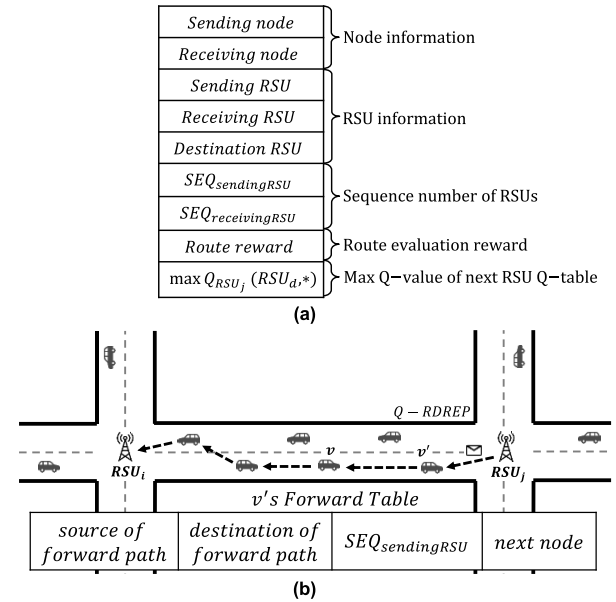 Sending node
Receiving node
Node information
Sending RSU
Receiving RSU
Destination RSU
RSU information
SEQ_sendingRSU
SEQ_receivingRSU
Sequence number of RSUs
Route reward
Route evaluation reward
max Q_RSU_j (RSU_d,*)
Max Q−value of next RSU Q−table
(a)
Q − RDREP
v
v′
RSU_i
RSU_j
v's Forward Table
source of
forward path
destination of
forward path
SEQ_sendingRSU
next node
(b)